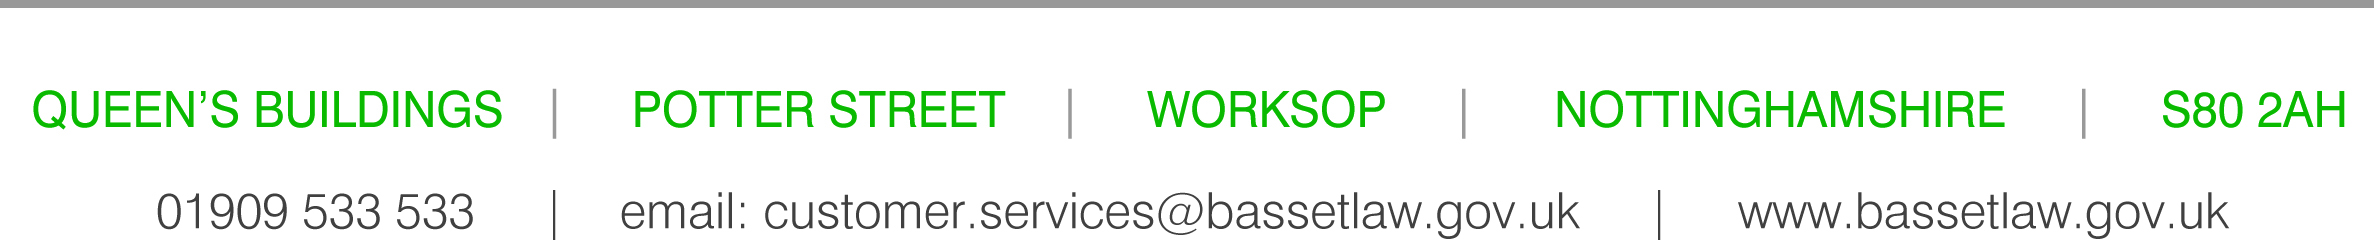 QUEEN’S BUILDINGS | POTTER STREET | WORKSOP | NOTTINGHAMSHIRE | S80 2AH
01909 533 533 | email: customer.services@bassetlaw.gov.uk | www.bassetlaw.gov.uk